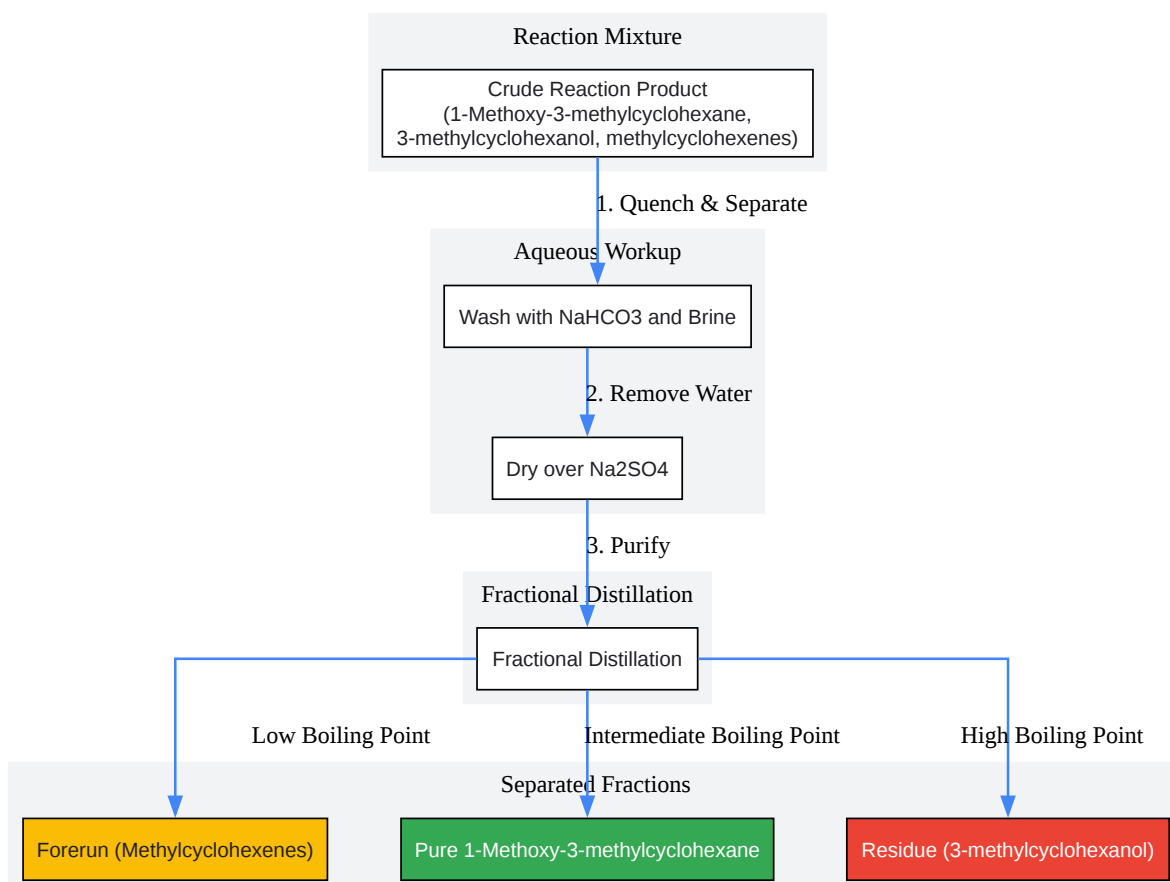 Reaction Mixture
Crude Reaction Product
(1-Methoxy-3-methylcyclohexane,
3-methylcyclohexanol, methylcyclohexenes)
1. Quench & Separate
Aqueous Workup
Wash with NaHCO3 and Brine
2. Remove Water
Dry over Na2SO4
3. Purify
Fractional Distillation
Fractional Distillation
Low Boiling Point
Intermediate Boiling Point
High Boiling Point
Separated Fractions
Forerun (Methylcyclohexenes)
Pure 1-Methoxy-3-methylcyclohexane
Residue (3-methylcyclohexanol)